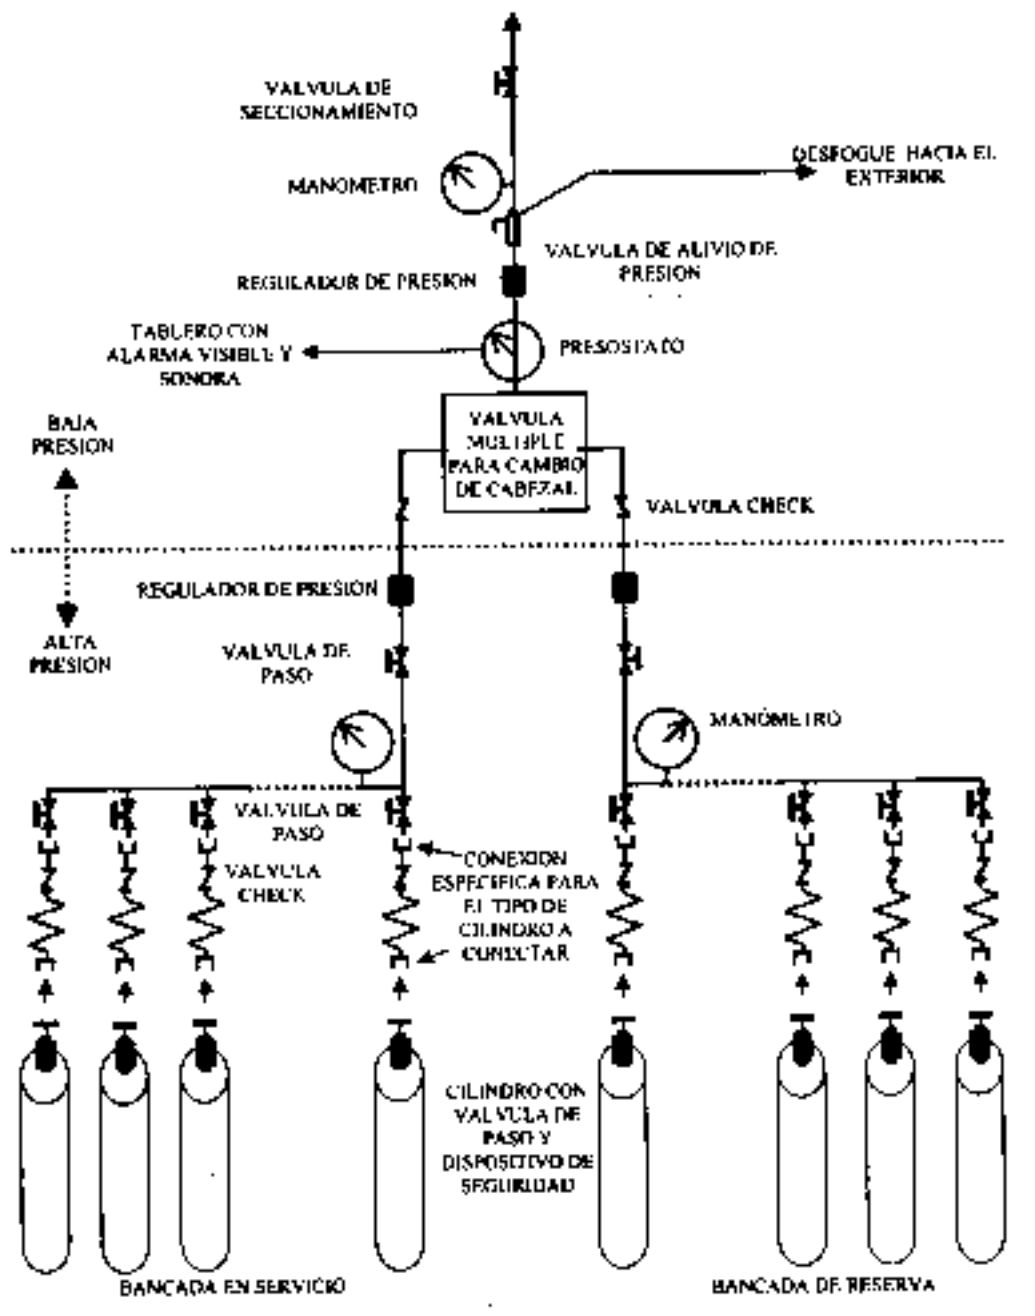 VALVULA DE
SECCIONAMIENTO
DESFOGUE HACIA EL
EXTERIOR
MANOMETRO
VALVULA DE ALIVIO DE
PRESION
REGULADOR DE PRESION
TABLERO CON
ALARMA VISIBLE Y
SONORA
PRESOSTATO
BAJA
PRESION
VALVULA
MULTIPLE
PARA CAMBIO
DE CABEZAL
VALVULA CHECK
REGULADOR DE PRESION
ALTA
PRESION
VALVULA DE
PASO
MANÓMETRO
VALVULA DE
PASO
VALVULA
CHECK
CONEXION
ESPECIFICA PARA
EL TIPO DE
CILINDRO A
CONECTAR
CILINDRO CON
VALVULA DE
PASO Y
DISPOSITIVO DE
SEGURIDAD
BANCADA EN SERVICIO
BANCADA DE RESERVA